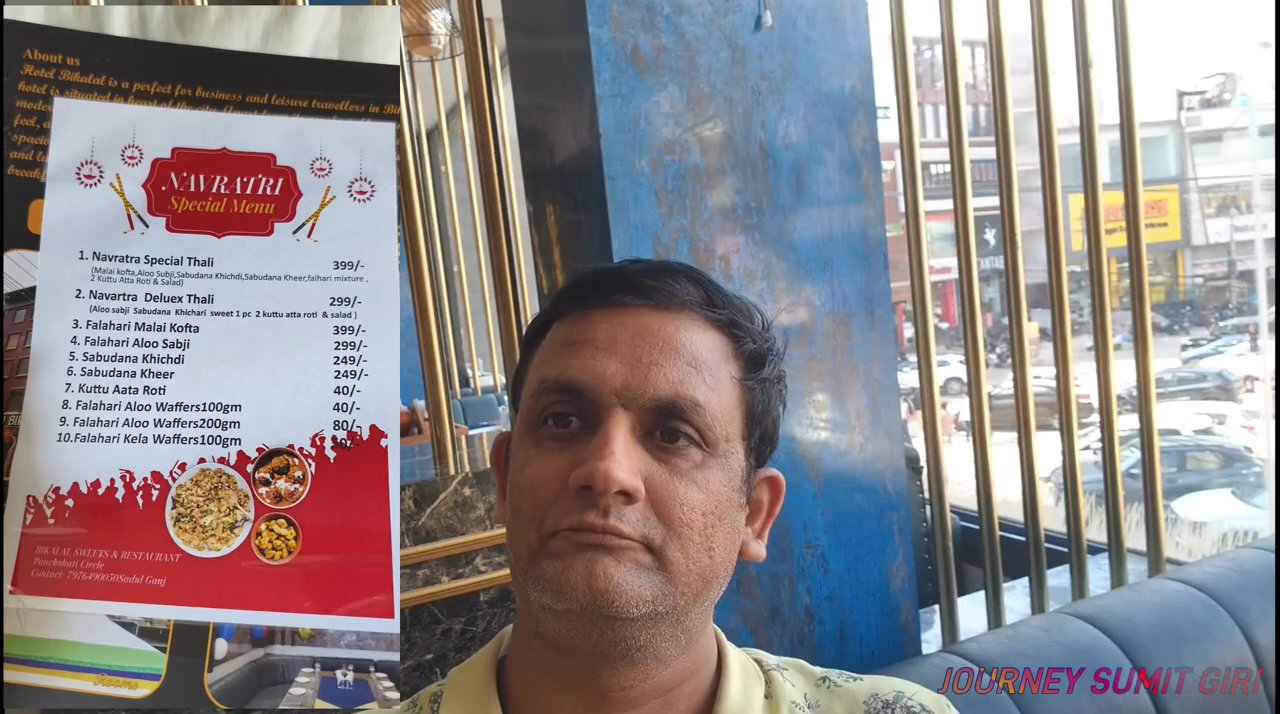 About us
Hotel Bikalal is a perfect for business and leisure travellers in
hotel is situated in heart of the city
feel,
and
NAVRATRI
Special Menu
1. Navratra Special Thali 399/-
(Malai kofta,Aloo Subji,Sabudana Khichdi,Sabudana Kheer,falhari mixture ,
2 Kuttu Atta Roti & Salad)
2. Navartra Deluex Thali 299/-
(Aloo sabji Sabudana Khichari sweet 1 pc 2 kuttu atta roti & salad )
3. Falahari Malai Kofta 399/-
4. Falahari Aloo Sabji 299/-
5. Sabudana Khichdi 249/-
6. Sabudana Kheer 249/-
7. Kuttu Aata Roti 40/-
8. Falahari Aloo Waffers100gm 40/-
9. Falahari Aloo Waffers200gm 80/-
10.Falahari Kela Waffers100gm
BIKALAL SWEETS & RESTAURANT
Panchshati Circle
Contact: 7976490050Sadul Ganj
Rooms
JOURNEY SUMIT GIRI